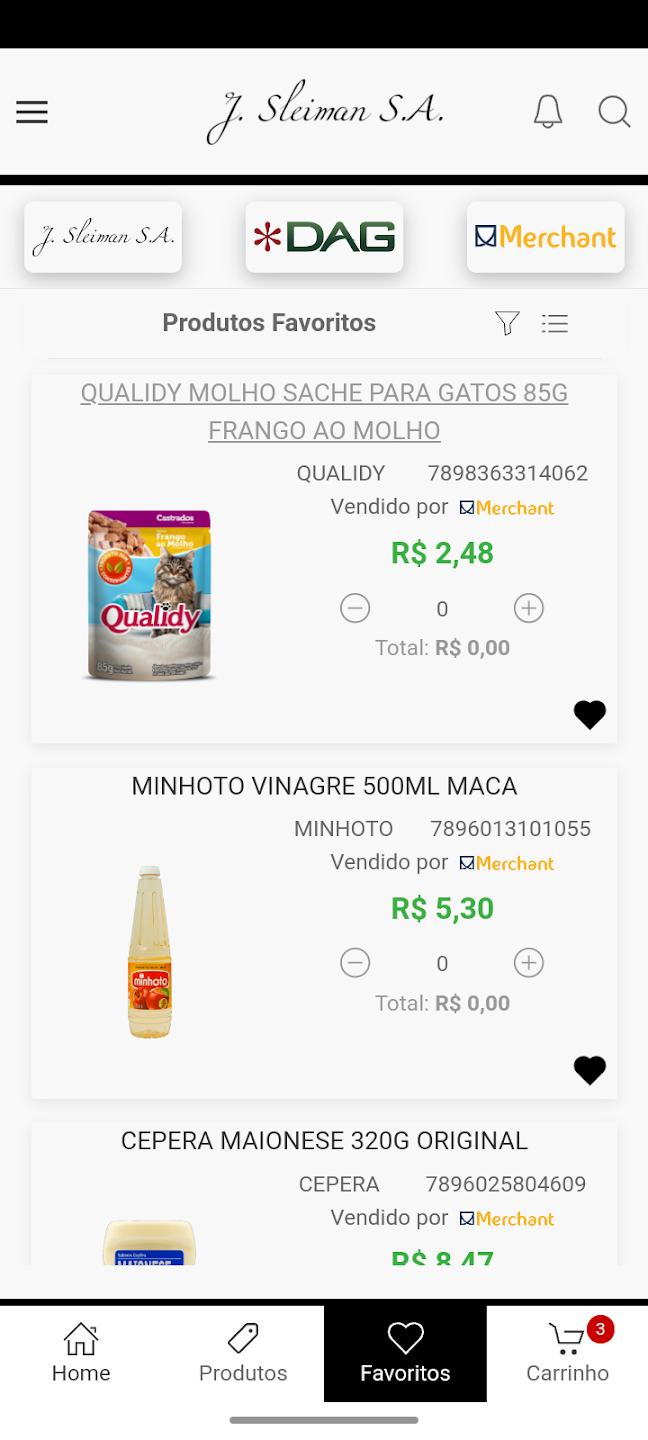 J. Sleiman S.A.
J. Sleiman S.A.
DAG
Merchant
Produtos Favoritos
QUALIDY MOLHO SACHE PARA GATOS 85G
FRANGO AO MOLHO
QUALIDY 7898363314062
Vendido por Merchant
Castrados
Frango
ao Molho
Qualidy
85g
R$ 2,48
0
Total: R$ 0,00
MINHOTO VINAGRE 500ML MACA
MINHOTO 7896013101055
Vendido por Merchant
minhoto
R$ 5,30
0
Total: R$ 0,00
CEPERA MAIONESE 320G ORIGINAL
CEPERA 7896025804609
Vendido por Merchant
MAIONESE
R$ 8,47
Home
Produtos
Favoritos
3
Carrinho